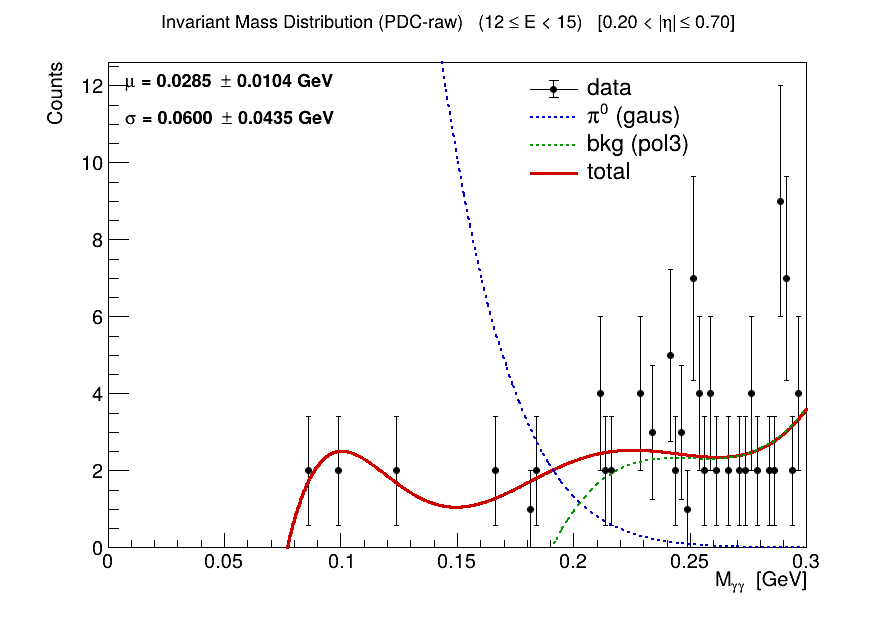 Invariant Mass Distribution (PDC-raw) (12 ≤ E < 15) [0.20 < |η| ≤ 0.70]
Counts
μ = 0.0285 ± 0.0104 GeV
σ = 0.0600 ± 0.0435 GeV
data
π⁰ (gaus)
bkg (pol3)
total
12
10
8
6
4
2
0
0 0.05 0.1 0.15 0.2 0.25 0.3
Mγγ [GeV]